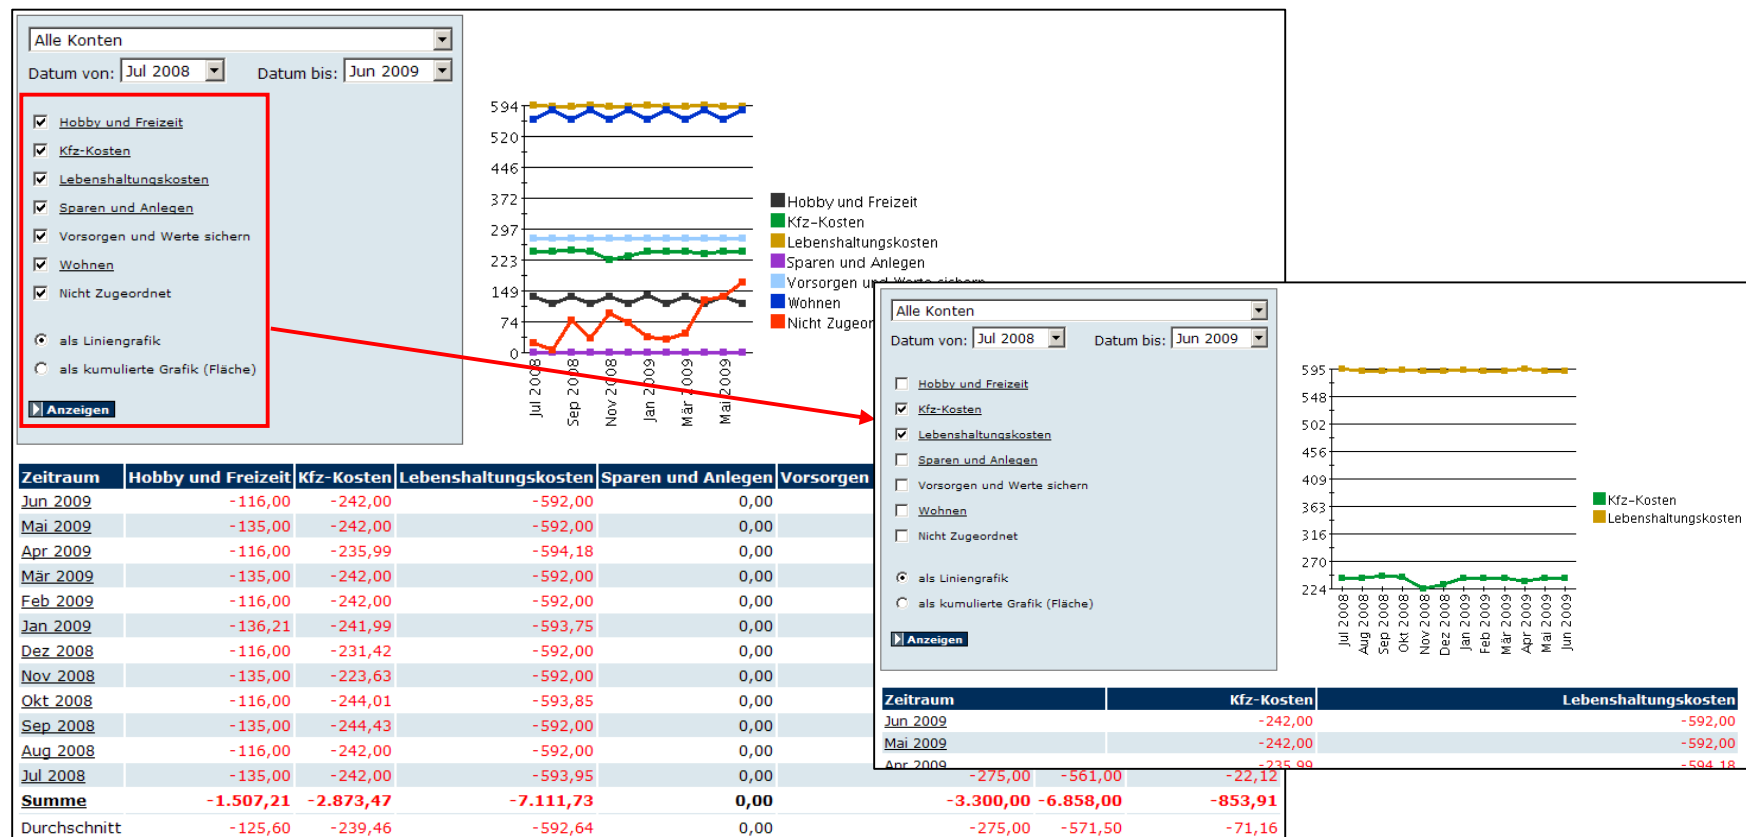 Alle Konten
Datum von: Jul 2008 Datum bis: Jun 2009
Hobby und Freizeit
Kfz-Kosten
Lebenshaltungskosten
Sparen und Anlegen
Vorsorgen und Werte sichern
Wohnen
Nicht Zugeordnet
als Liniengrafik
als kumulierte Grafik (Fläche)
Anzeigen
594
520
446
372
297
223
149
74
0
Jul 2008
Sep 2008
Nov 2008
Jan 2009
Mär 2009
Mai 2009
Hobby und Freizeit
Kfz-Kosten
Lebenshaltungskosten
Sparen und Anlegen
Vorsorgen und Werte sichern
Wohnen
Nicht Zugeor
Zeitraum Hobby und Freizeit Kfz-Kosten Lebenshaltungskosten Sparen und Anlegen Vorsorgen
Jun 2009 -116,00 -242,00 -592,00 0,00
Mai 2009 -135,00 -242,00 -592,00 0,00
Apr 2009 -116,00 -235,99 -594,18 0,00
Mär 2009 -135,00 -242,00 -592,00 0,00
Feb 2009 -116,00 -242,00 -592,00 0,00
Jan 2009 -136,21 -241,99 -593,75 0,00
Dez 2008 -116,00 -231,42 -592,00 0,00
Nov 2008 -135,00 -223,63 -592,00 0,00
Okt 2008 -116,00 -244,01 -593,85 0,00
Sep 2008 -135,00 -244,43 -592,00 0,00
Aug 2008 -116,00 -242,00 -592,00 0,00
Jul 2008 -135,00 -242,00 -593,95 0,00 -275,00 -561,00 -22,12
Summe -1.507,21 -2.873,47 -7.111,73 0,00 -3.300,00 -6.858,00 -853,91
Durchschnitt -125,60 -239,46 -592,64 0,00 -275,00 -571,50 -71,16
Alle Konten
Datum von: Jul 2008 Datum bis: Jun 2009
Hobby und Freizeit
Kfz-Kosten
Lebenshaltungskosten
Sparen und Anlegen
Vorsorgen und Werte sichern
Wohnen
Nicht Zugeordnet
als Liniengrafik
als kumulierte Grafik (Fläche)
Anzeigen
595
548
502
456
409
363
316
270
224
Jul 2008
Aug 2008
Sep 2008
Okt 2008
Nov 2008
Dez 2008
Jan 2009
Feb 2009
Mär 2009
Apr 2009
Mai 2009
Jun 2009
Kfz-Kosten
Lebenshaltungskosten
Zeitraum Kfz-Kosten Lebenshaltungskosten
Jun 2009 -242,00 -592,00
Mai 2009 -242,00 -592,00
Apr 2009 -235,99 -594,18